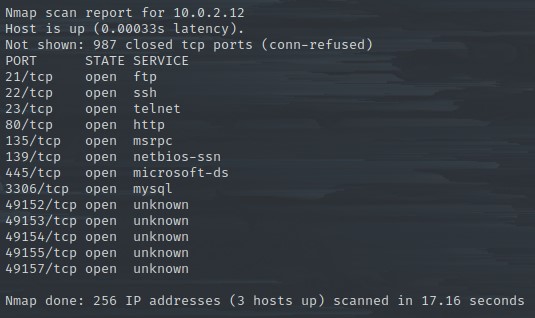 Nmap scan report for 10.0.2.12
Host is up (0.00033s latency).
Not shown: 987 closed tcp ports (conn-refused)
PORT      STATE SERVICE
21/tcp    open  ftp
22/tcp    open  ssh
23/tcp    open  telnet
80/tcp    open  http
135/tcp   open  msrpc
139/tcp   open  netbios-ssn
445/tcp   open  microsoft-ds
3306/tcp  open  mysql
49152/tcp open  unknown
49153/tcp open  unknown
49154/tcp open  unknown
49155/tcp open  unknown
49157/tcp open  unknown
Nmap done: 256 IP addresses (3 hosts up) scanned in 17.16 seconds